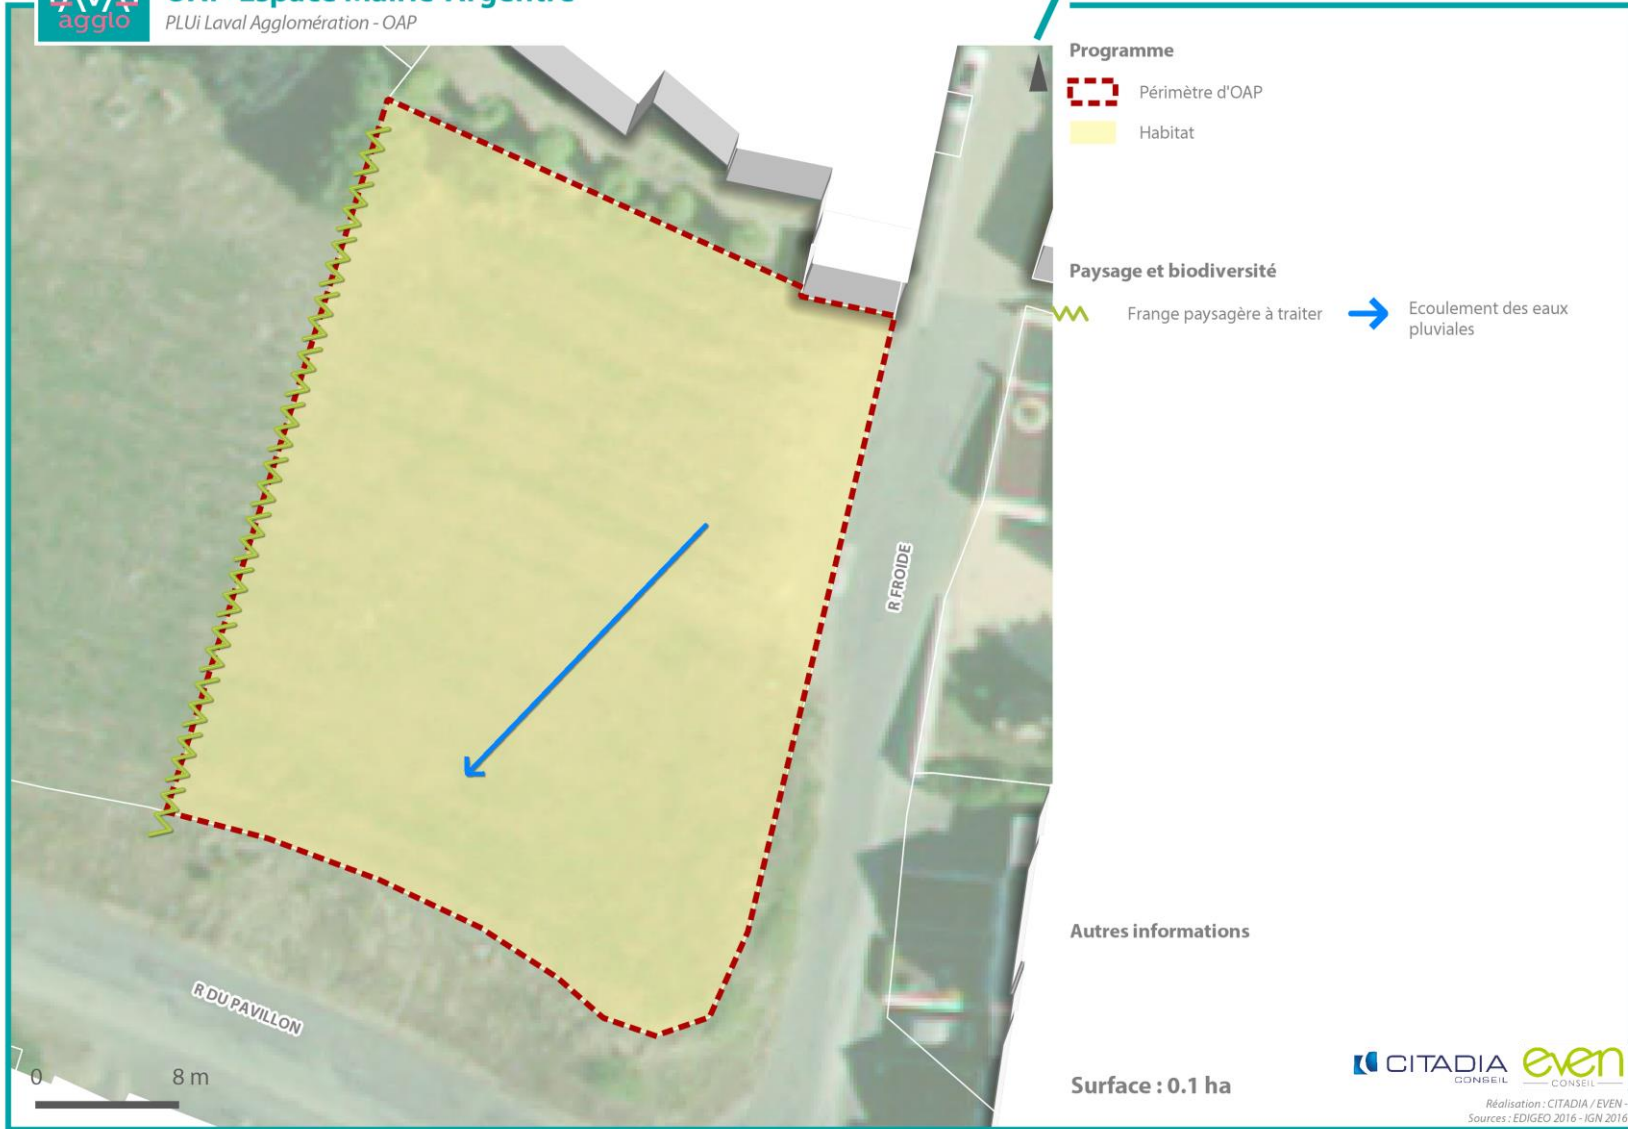 agglo
PLUi Laval Agglomération - OAP
Programme
Périmètre d'OAP
Habitat
Paysage et biodiversité
Frange paysagère à traiter
Ecoulement des eaux
pluviales
R FROIDE
R DU PAVILLON
0 8 m
Autres informations
Surface : 0.1 ha
CITADIA
CONSEIL
even
CONSEIL
Réalisation : CITADIA / EVEN -
Sources : EDIGEO 2016 - IGN 2016